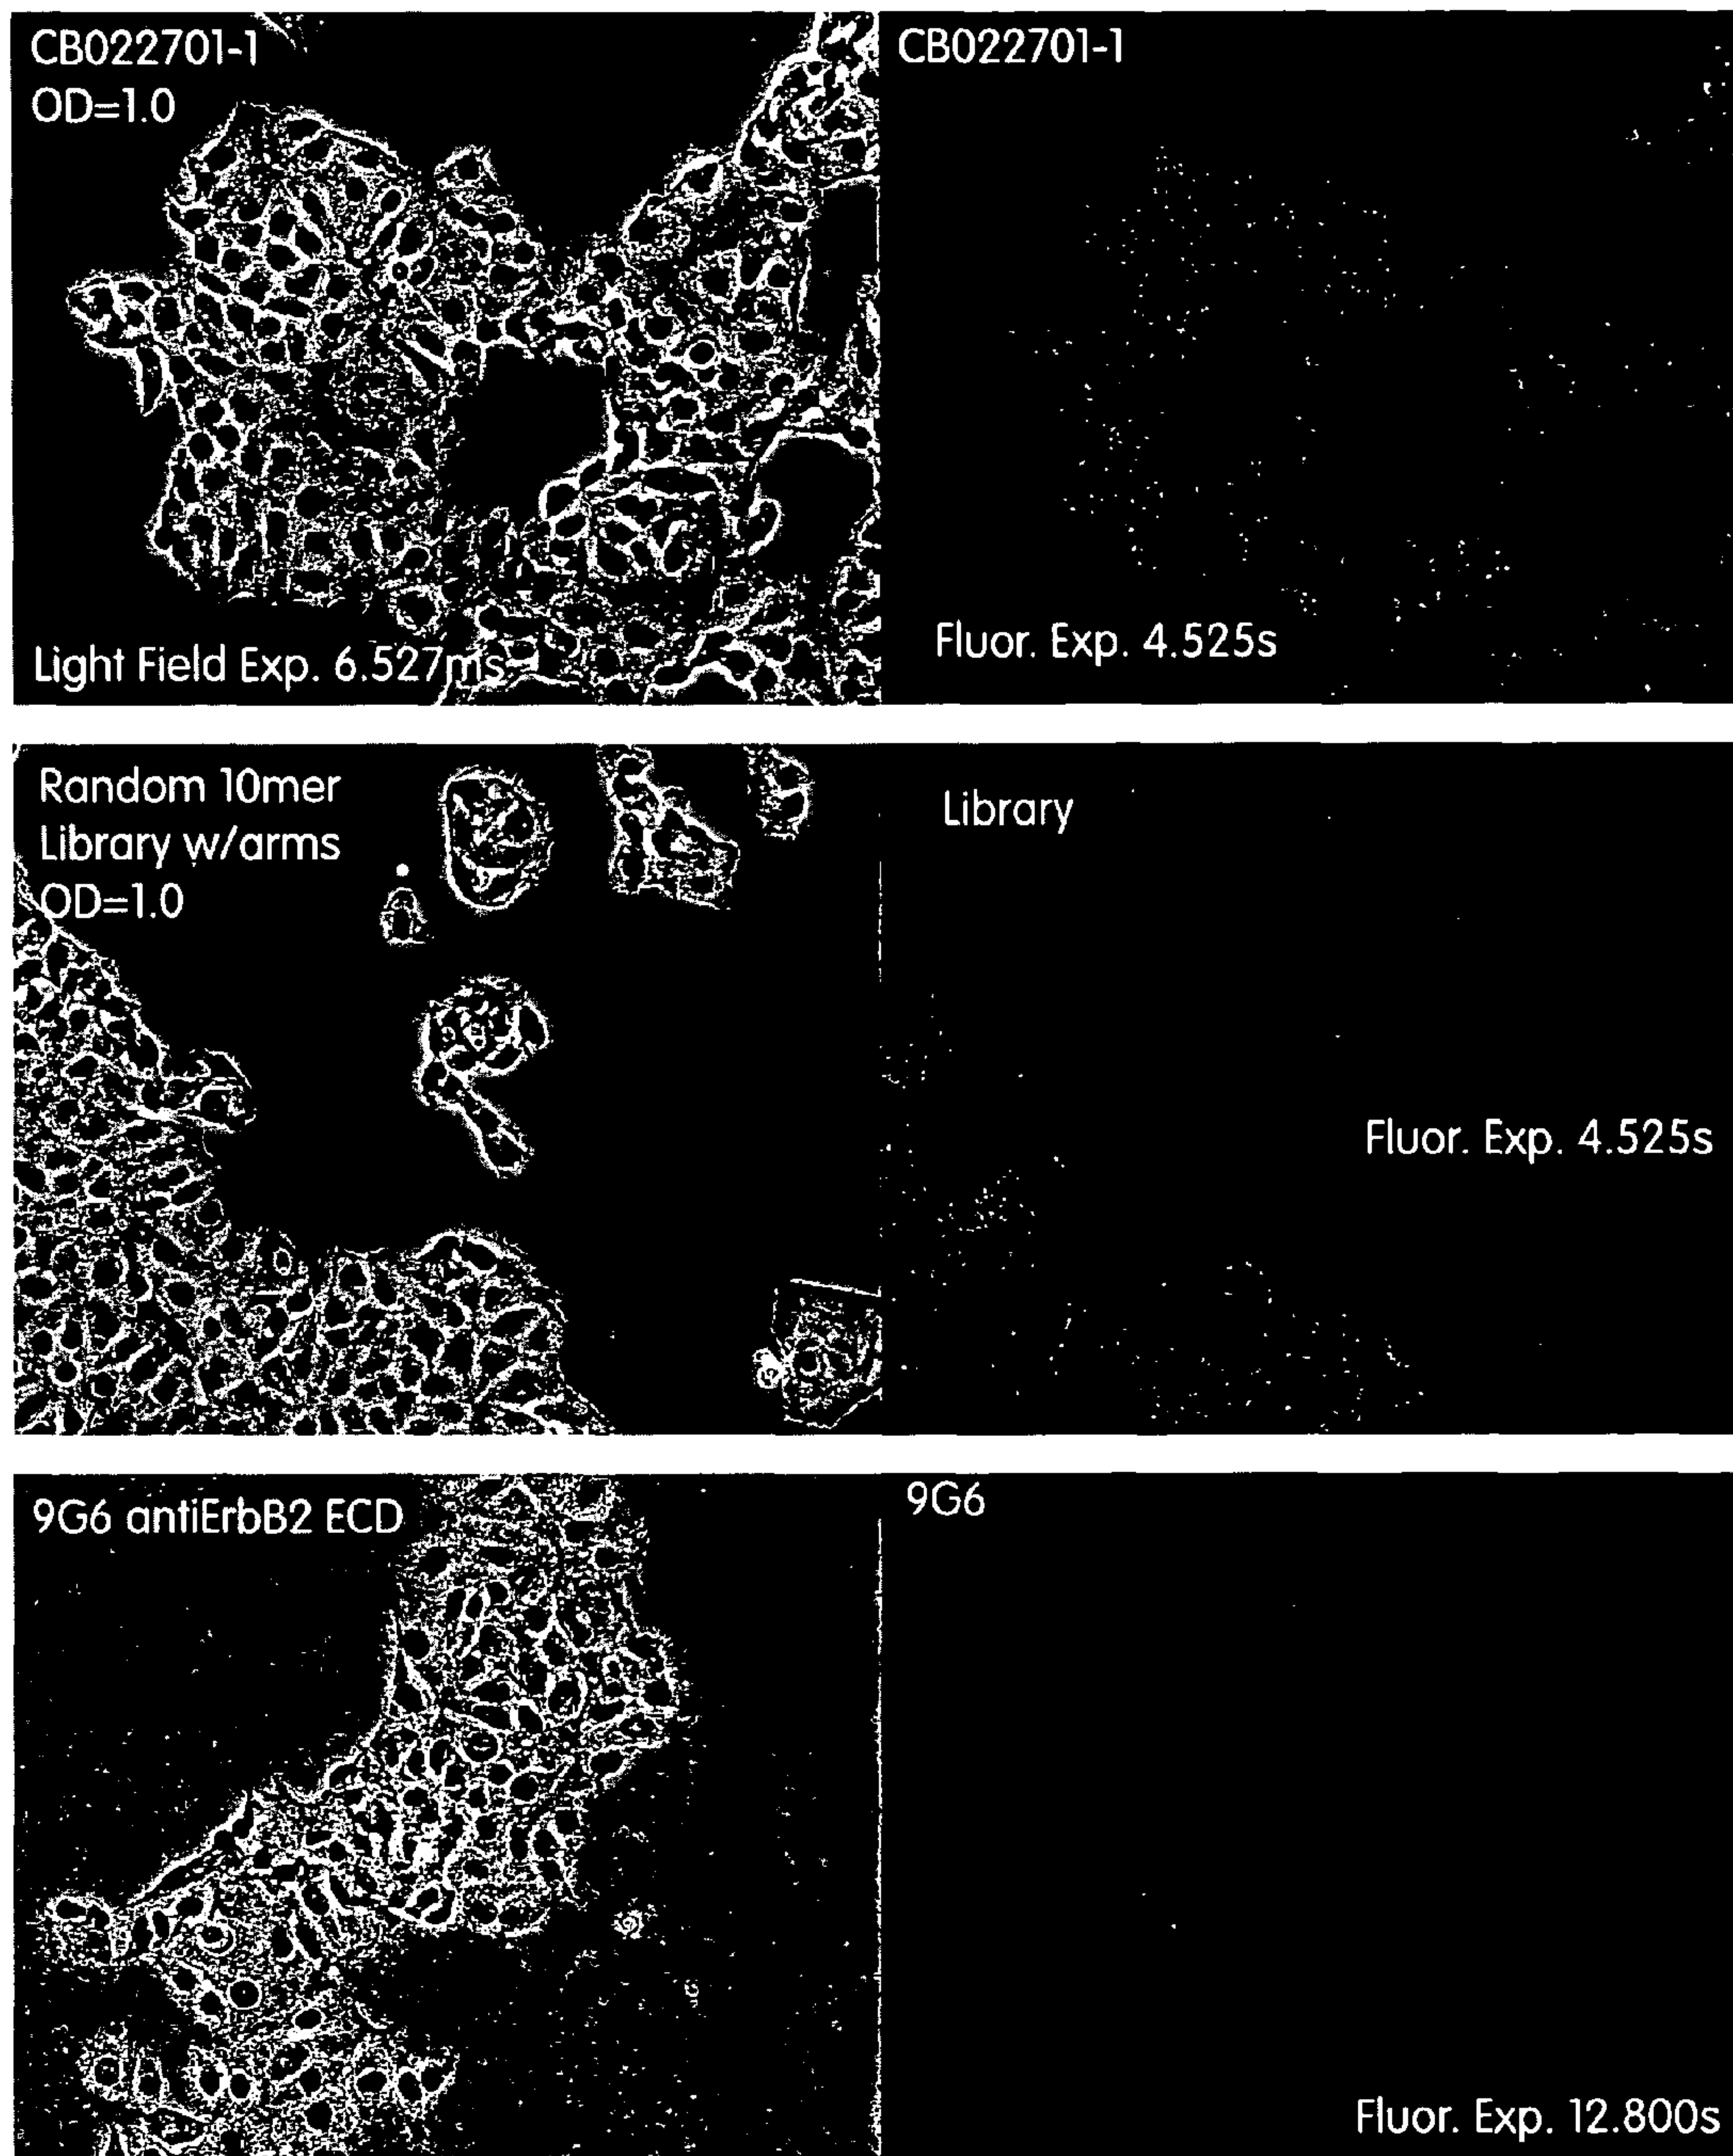 CB022701-1
OD=1.0
Light Field Exp. 6.527ms
CB022701-1
Fluor. Exp. 4.525s
Random 10mer
Library w/arms
OD=1.0
Library
Fluor. Exp. 4.525s
9G6 antiErbB2 ECD
9G6
Fluor. Exp. 12.800s